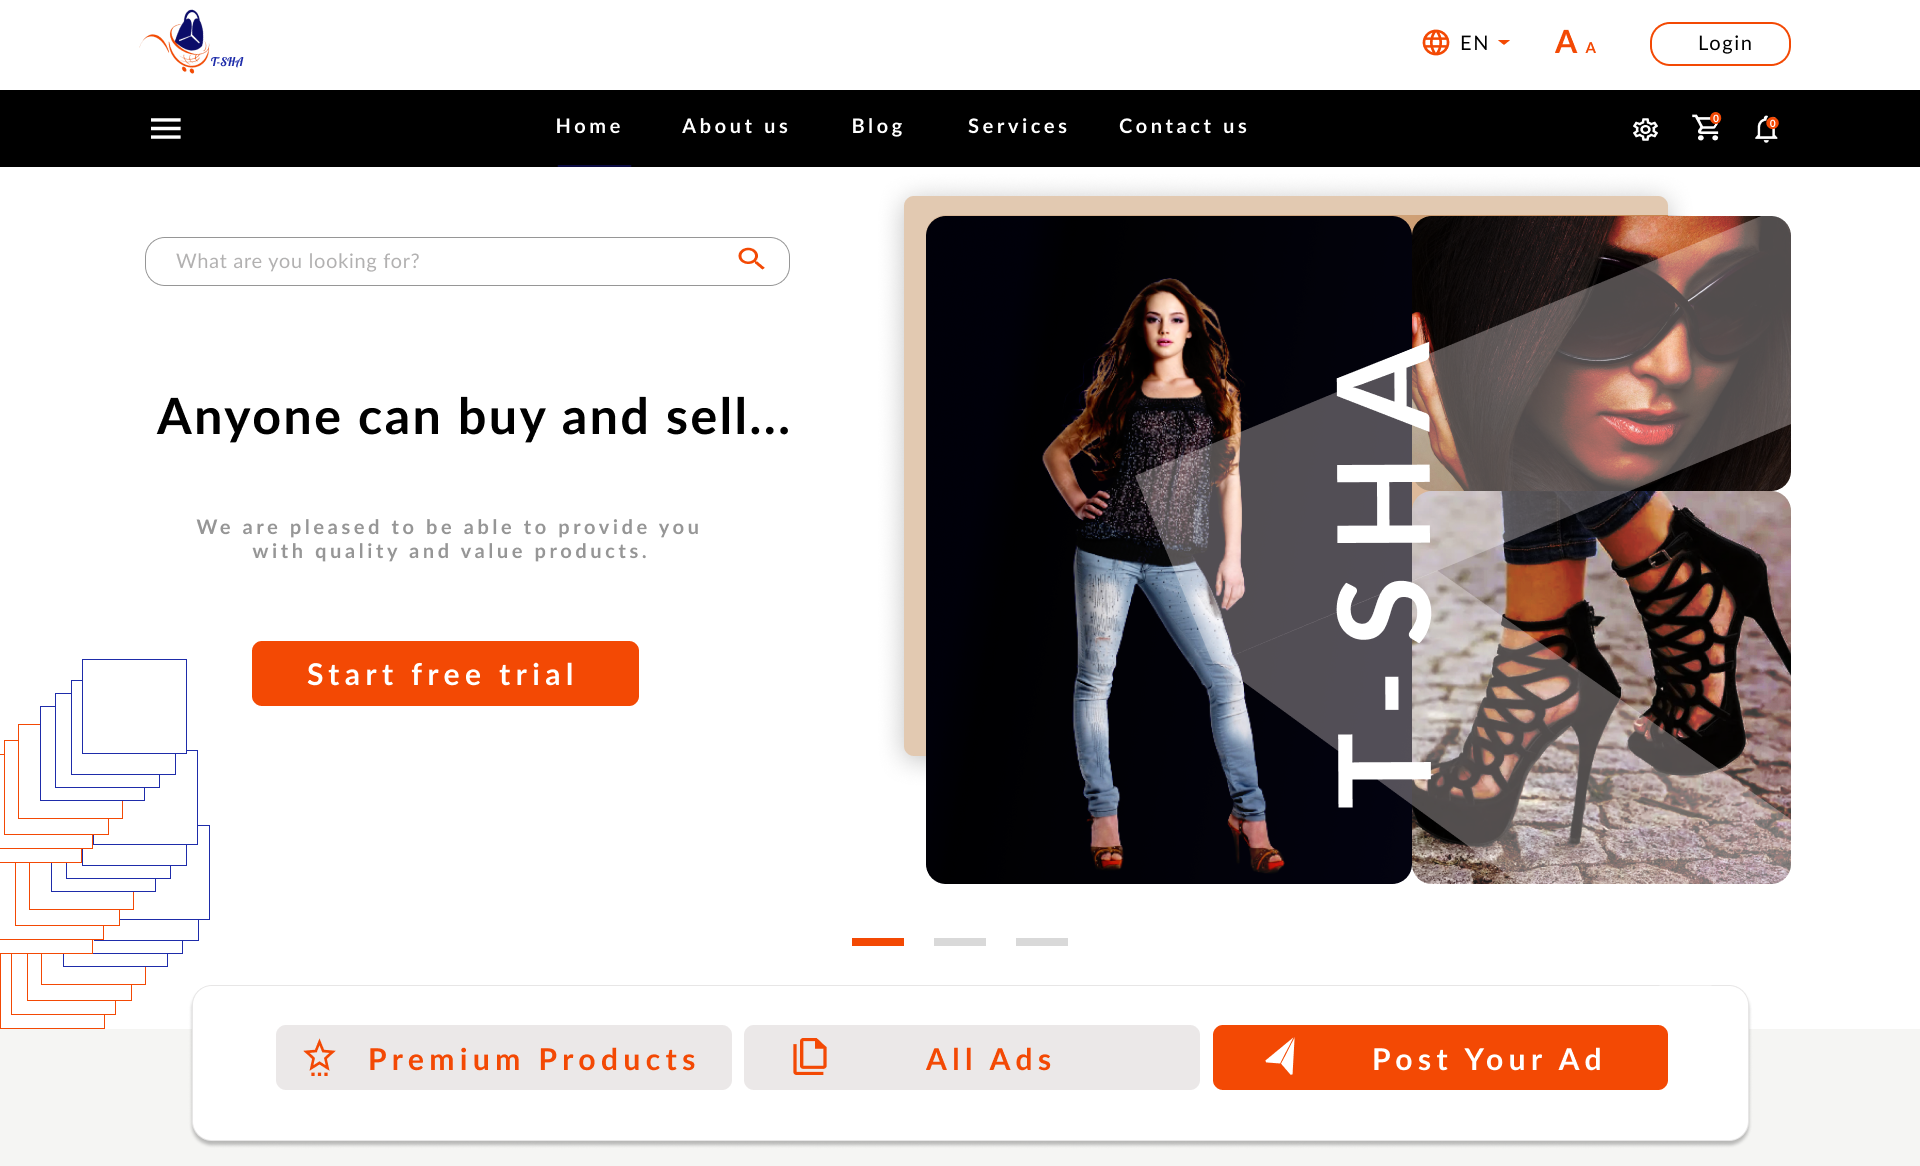 T-SHA
EN
A A
Login
Home
About us
Blog
Services
Contact us
0
0
What are you looking for?
Anyone can buy and sell...
We are pleased to be able to provide you
with quality and value products.
Start free trial
T-SHA
Premium Products
All Ads
Post Your Ad